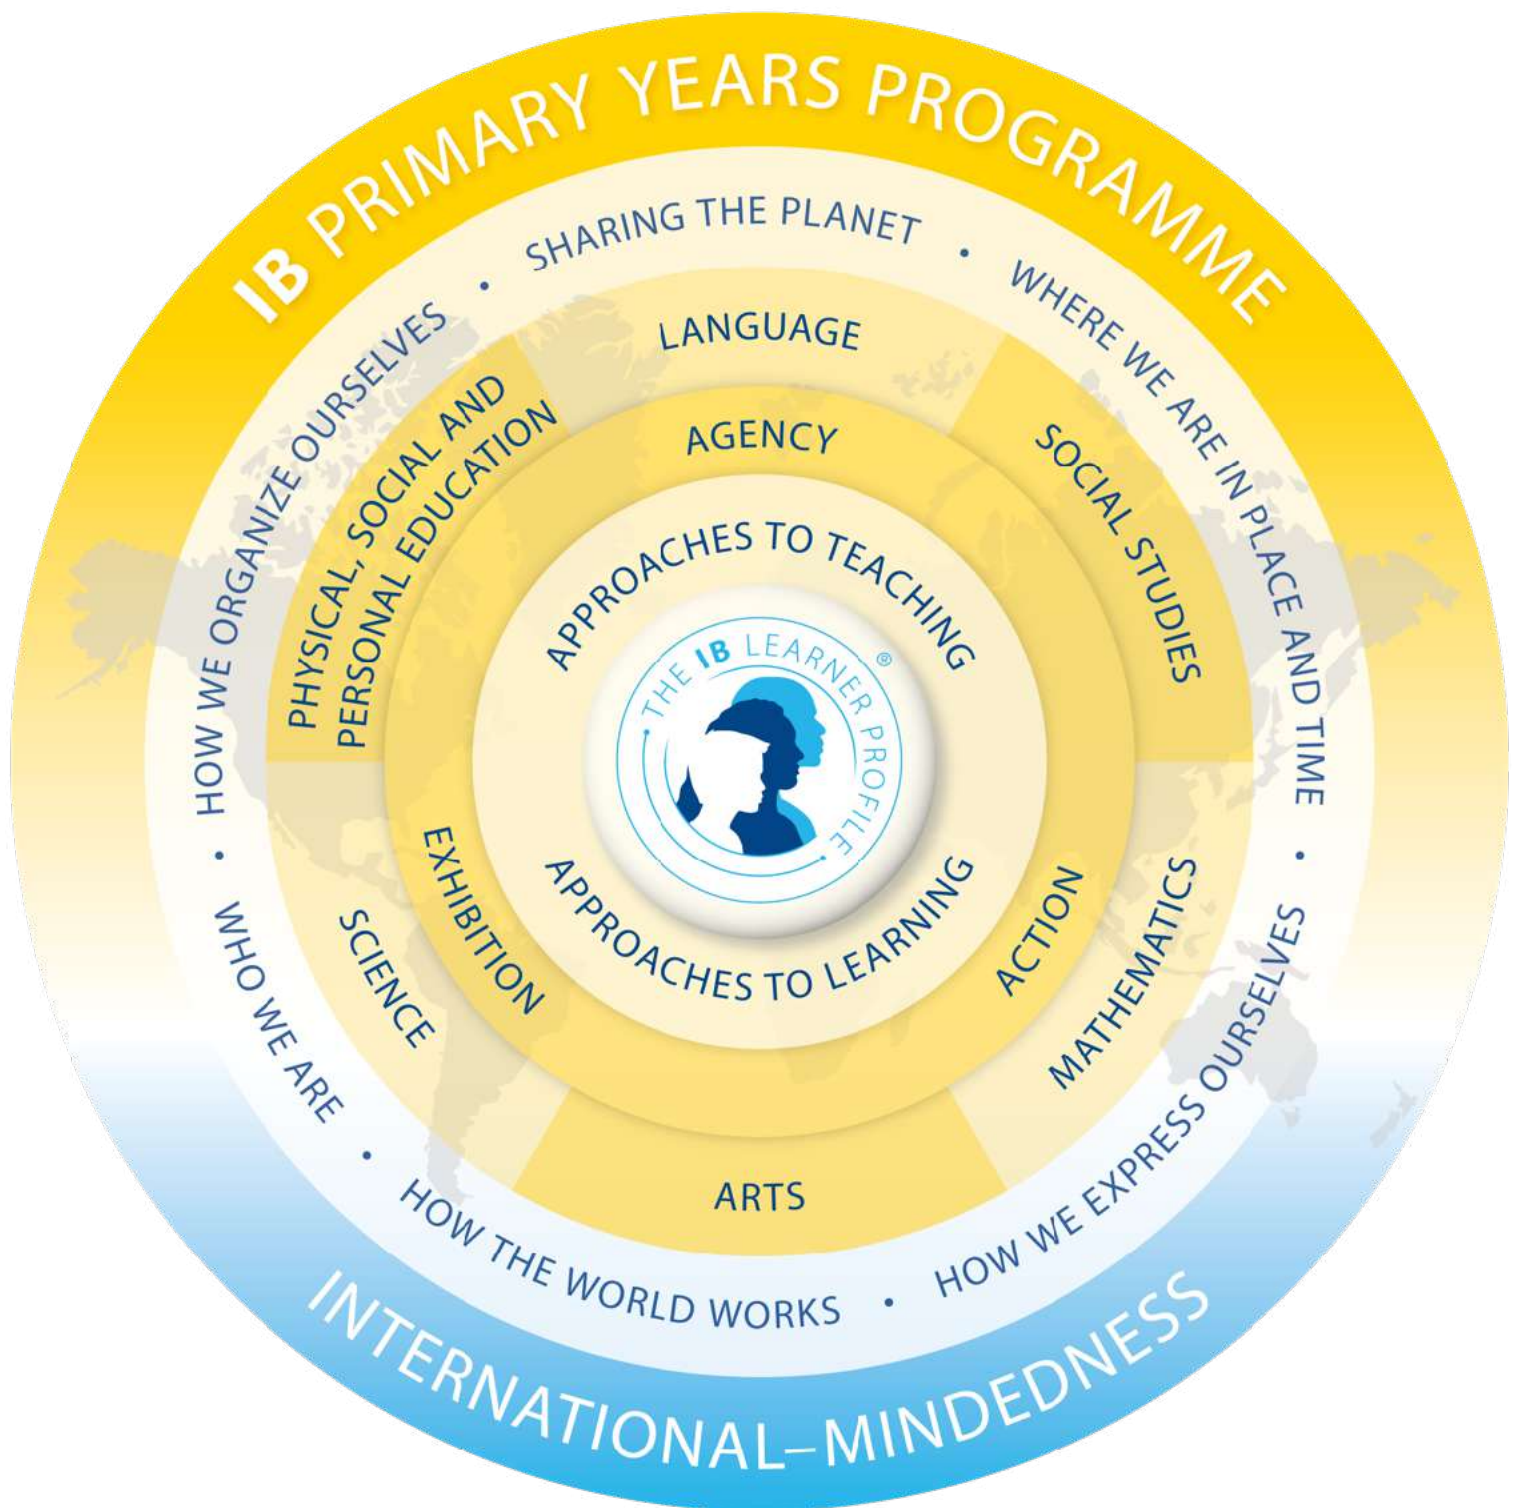 IB PRIMARY YEARS PROGRAMME
SHARING THE PLANET
•
WHERE WE ARE IN PLACE AND TIME
•
HOW WE EXPRESS OURSELVES
•
HOW THE WORLD WORKS
•
WHO WE ARE
•
HOW WE ORGANIZE OURSELVES
•
LANGUAGE
SOCIAL STUDIES
MATHEMATICS
ARTS
SCIENCE
PHYSICAL, SOCIAL AND
PERSONAL EDUCATION
AGENCY
ACTION
EXHIBITION
APPROACHES TO TEACHING
APPROACHES TO LEARNING
THE IB LEARNER PROFILE ®
INTERNATIONAL–MINDEDNESS